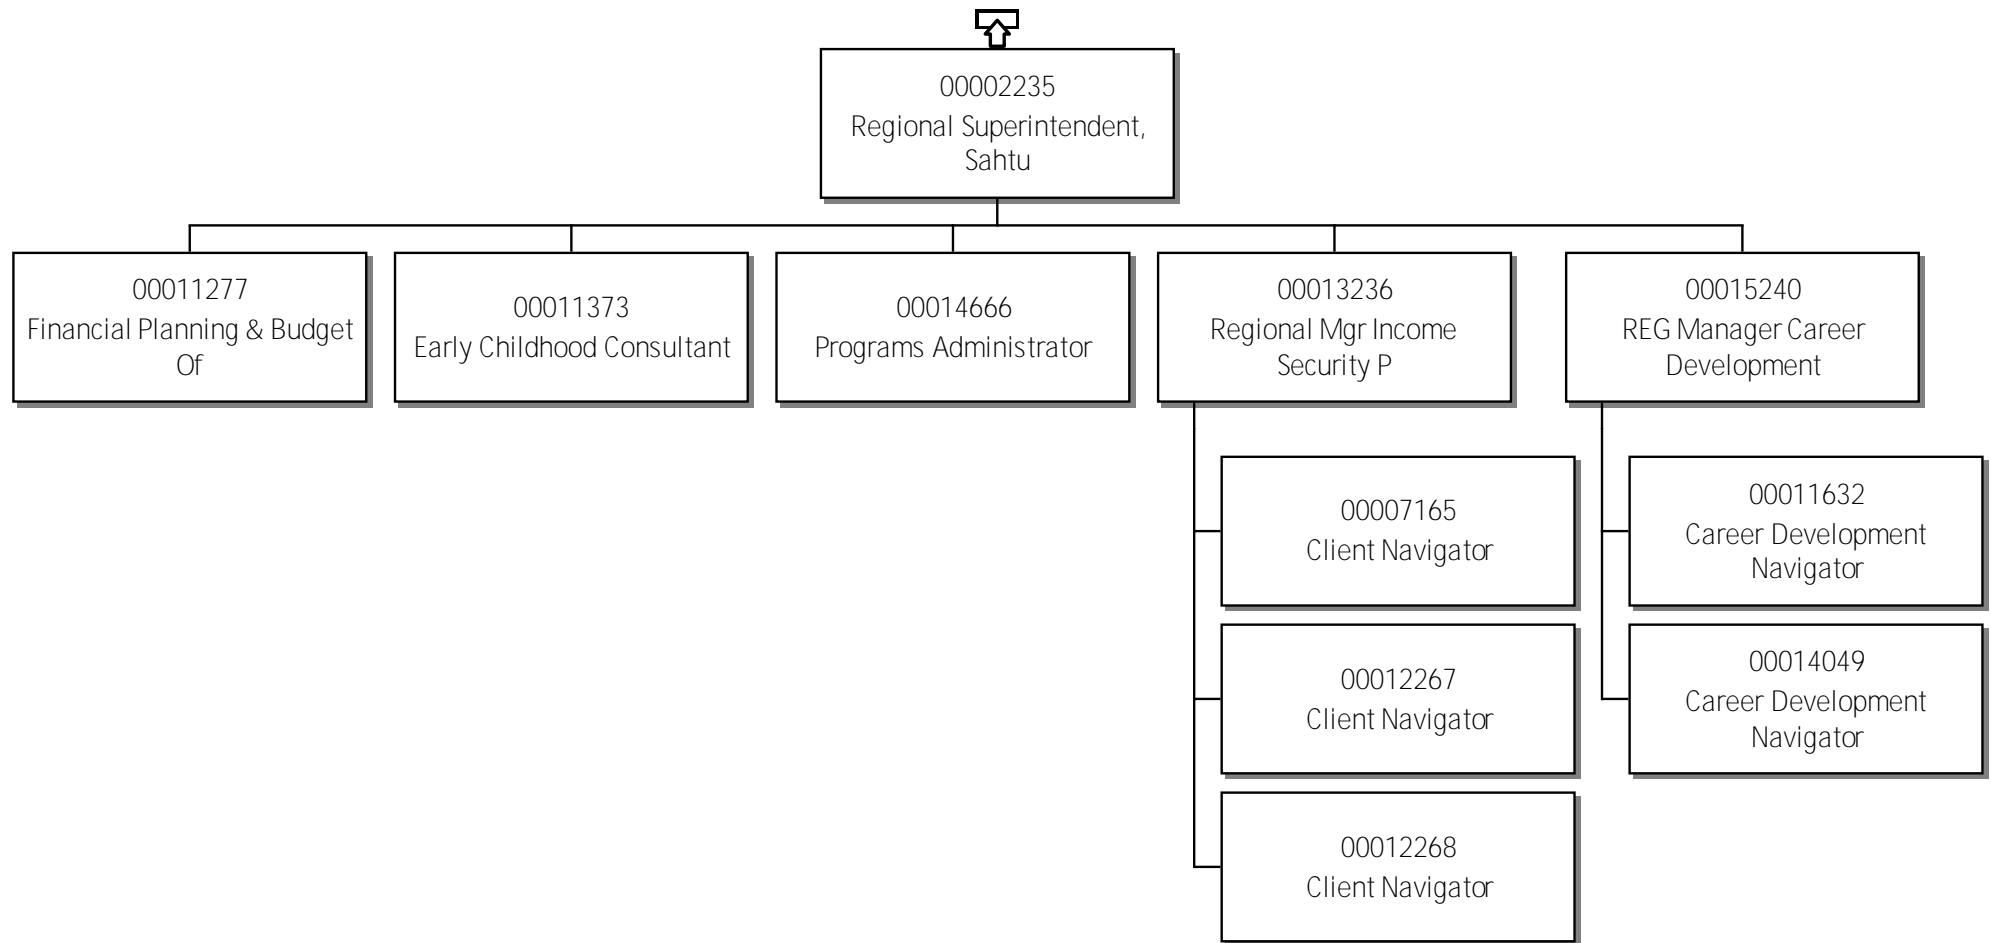 00002235
Regional Superintendent,
Sahtu
00011277
Financial Planning & Budget
Of
00011373
Early Childhood Consultant
00014666
Programs Administrator
00013236
Regional Mgr Income
Security P
00015240
REG Manager Career
Development
00007165
Client Navigator
00012267
Client Navigator
00012268
Client Navigator
00011632
Career Development
Navigator
00014049
Career Development
Navigator